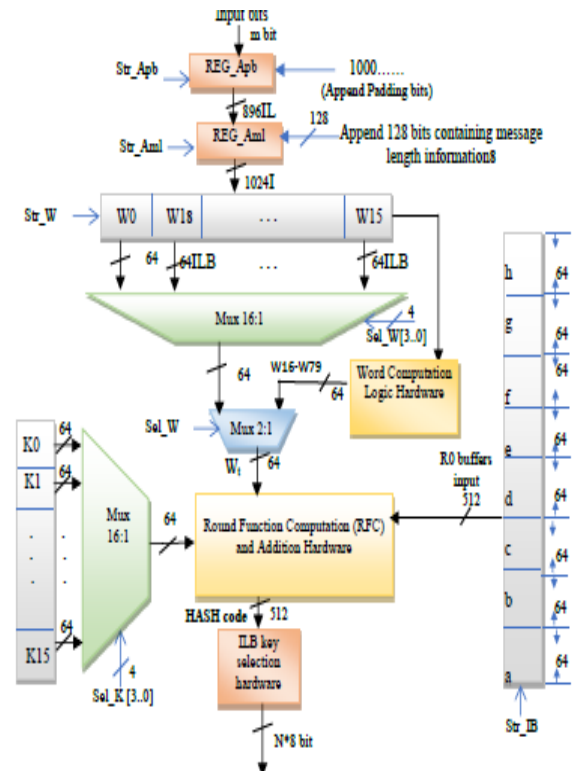 Input bits
m bit
Str_Apb
REG_Apb
1000......
(Append Padding bits)
896IL
128
Str_Aml
REG_Aml
Append 128 bits containing message
length information8
1024I
Str_W
W0
W18
...
W15
64
64ILB
...
64ILB
Mux 16:1
4
Sel_W[3..0]
64
W16-W79
64
Word Computation
Logic Hardware
Sel_W
Mux 2:1
Wt
64
K0
64
K1
64
.
.
.
.
.
.
K15
64
Mux
16:1
64
4
Sel_K [3..0]
Round Function Computation (RFC)
and Addition Hardware
R0 buffers
input
512
HASH code
512
ILB key
selection
hardware
N*8 bit
h
64
g
64
f
64
e
64
d
64
c
64
b
64
a
64
Str_IB